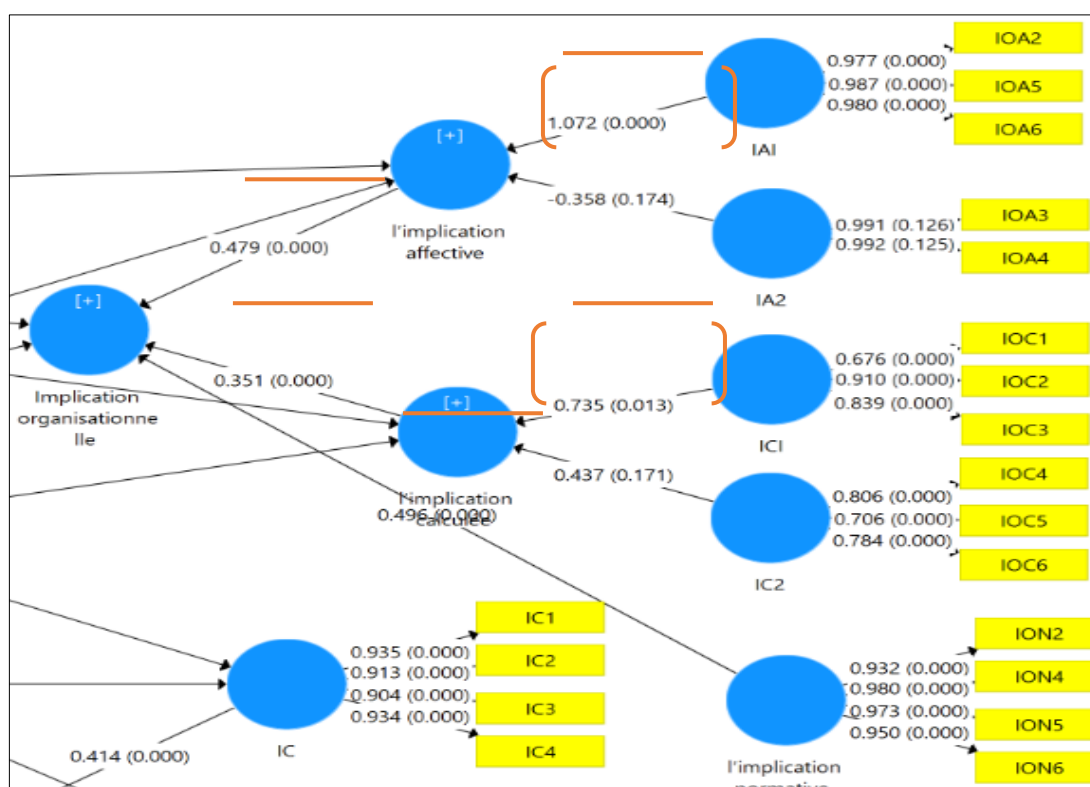 IOA2
0.977 (0.000)
IOA5
0.987 (0.000)
0.980 (0.000)
IOA6
[+]
1.072 (0.000)
IAI
-0.358 (0.174)
l'implication
affective
IOA3
0.991 (0.126)
0.992 (0.125)
IOA4
0.479 (0.000)
IA2
[+]
IOC1
0.676 (0.000)
IOC2
0.910 (0.000)
0.839 (0.000)
IOC3
0.351 (0.000)
Implication
organisationne
lle
[+]
0.735 (0.013)
ICI
0.437 (0.171)
IOC4
0.806 (0.000)
0.706 (0.000)
IOC5
0.784 (0.000)
IOC6
l'implication
calculée
0.496 (0.000)
IC2
IC1
0.935 (0.000)
IC2
0.913 (0.000)
0.904 (0.000)
IC3
0.934 (0.000)
IC4
IC
0.414 (0.000)
ION2
0.932 (0.000)
ION4
0.980 (0.000)
0.973 (0.000)
ION5
0.950 (0.000)
ION6
l'implication
normative